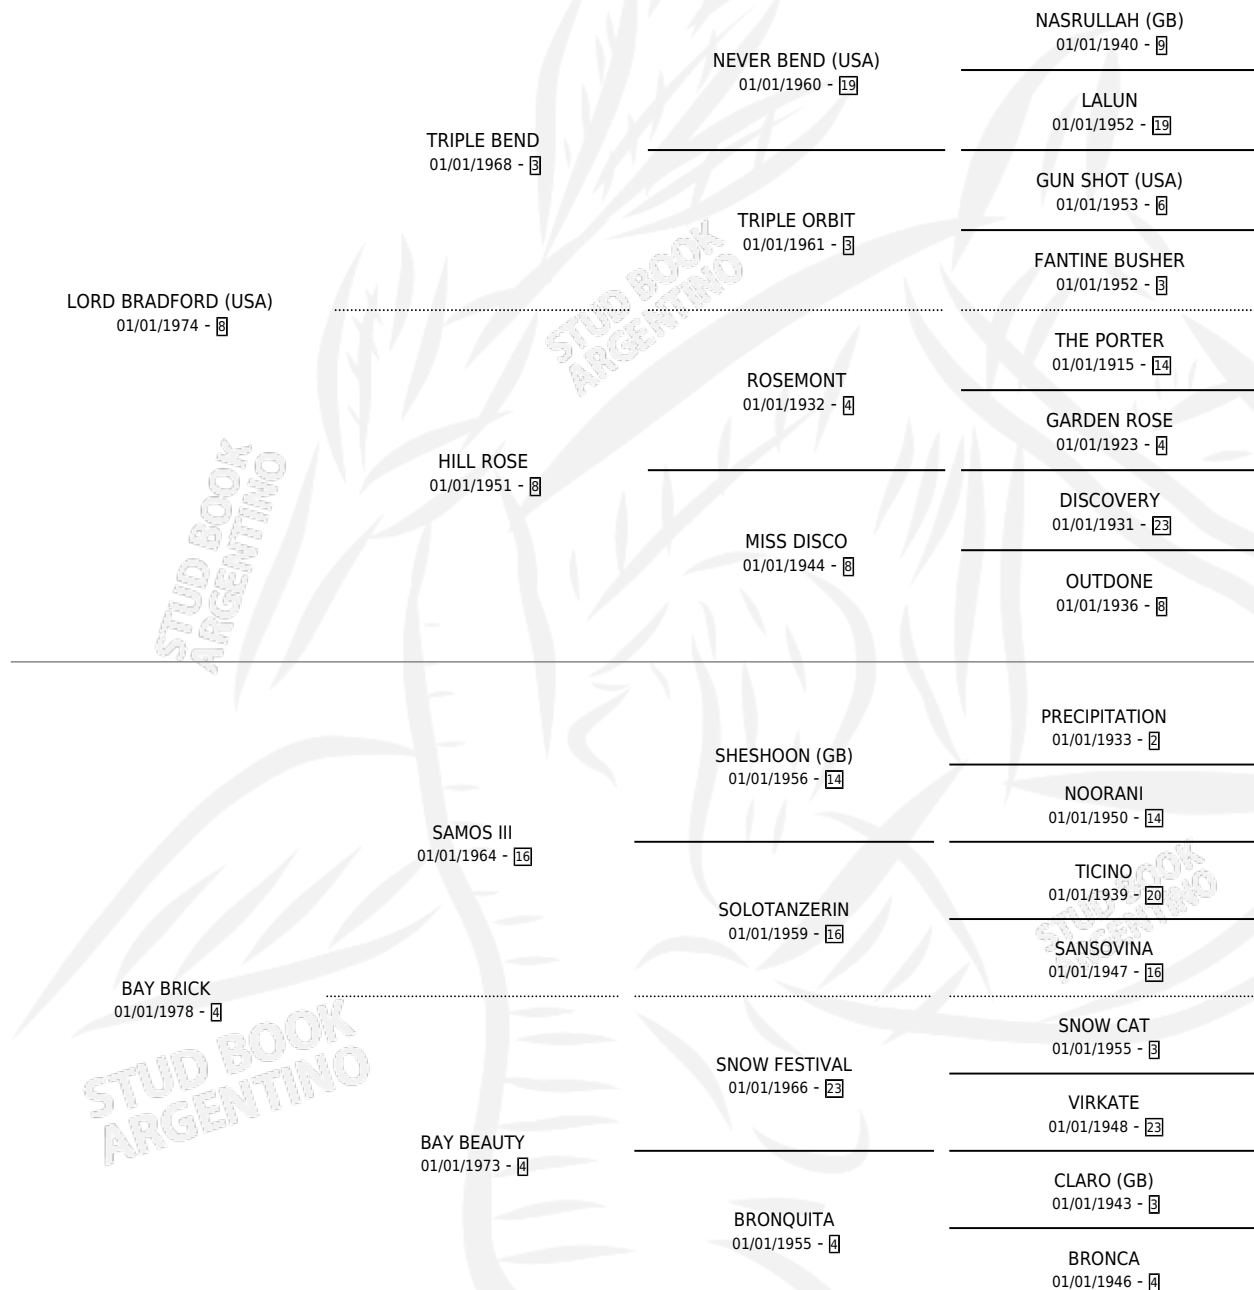 NASRULLAH (GB)
01/01/1940 - 9
NEVER BEND (USA)
01/01/1960 - 19
LALUN
01/01/1952 - 19
TRIPLE BEND
01/01/1968 - 3
GUN SHOT (USA)
01/01/1953 - 6
TRIPLE ORBIT
01/01/1961 - 3
FANTINE BUSHER
01/01/1952 - 3
LORD BRADFORD (USA)
01/01/1974 - 8
THE PORTER
01/01/1915 - 14
ROSEMONT
01/01/1932 - 4
GARDEN ROSE
01/01/1923 - 4
HILL ROSE
01/01/1951 - 8
DISCOVERY
01/01/1931 - 23
MISS DISCO
01/01/1944 - 8
OUTDONE
01/01/1936 - 8
PRECIPITATION
01/01/1933 - 2
SHESHOON (GB)
01/01/1956 - 14
NOORANI
01/01/1950 - 14
SAMOS III
01/01/1964 - 16
TICINO
01/01/1939 - 20
SOLOTANZERIN
01/01/1959 - 16
SANSOVINA
01/01/1947 - 16
BAY BRICK
01/01/1978 - 4
SNOW CAT
01/01/1955 - 3
SNOW FESTIVAL
01/01/1966 - 23
VIRKATE
01/01/1948 - 23
BAY BEAUTY
01/01/1973 - 4
CLARO (GB)
01/01/1943 - 3
BRONQUITA
01/01/1955 - 4
BRONCA
01/01/1946 - 4
STUD BOOK
ARGENTINO
STUD BOOK
ARGENTINO
STUD BOOK
ARGENTINO
STUD BOOK
ARGENTINO